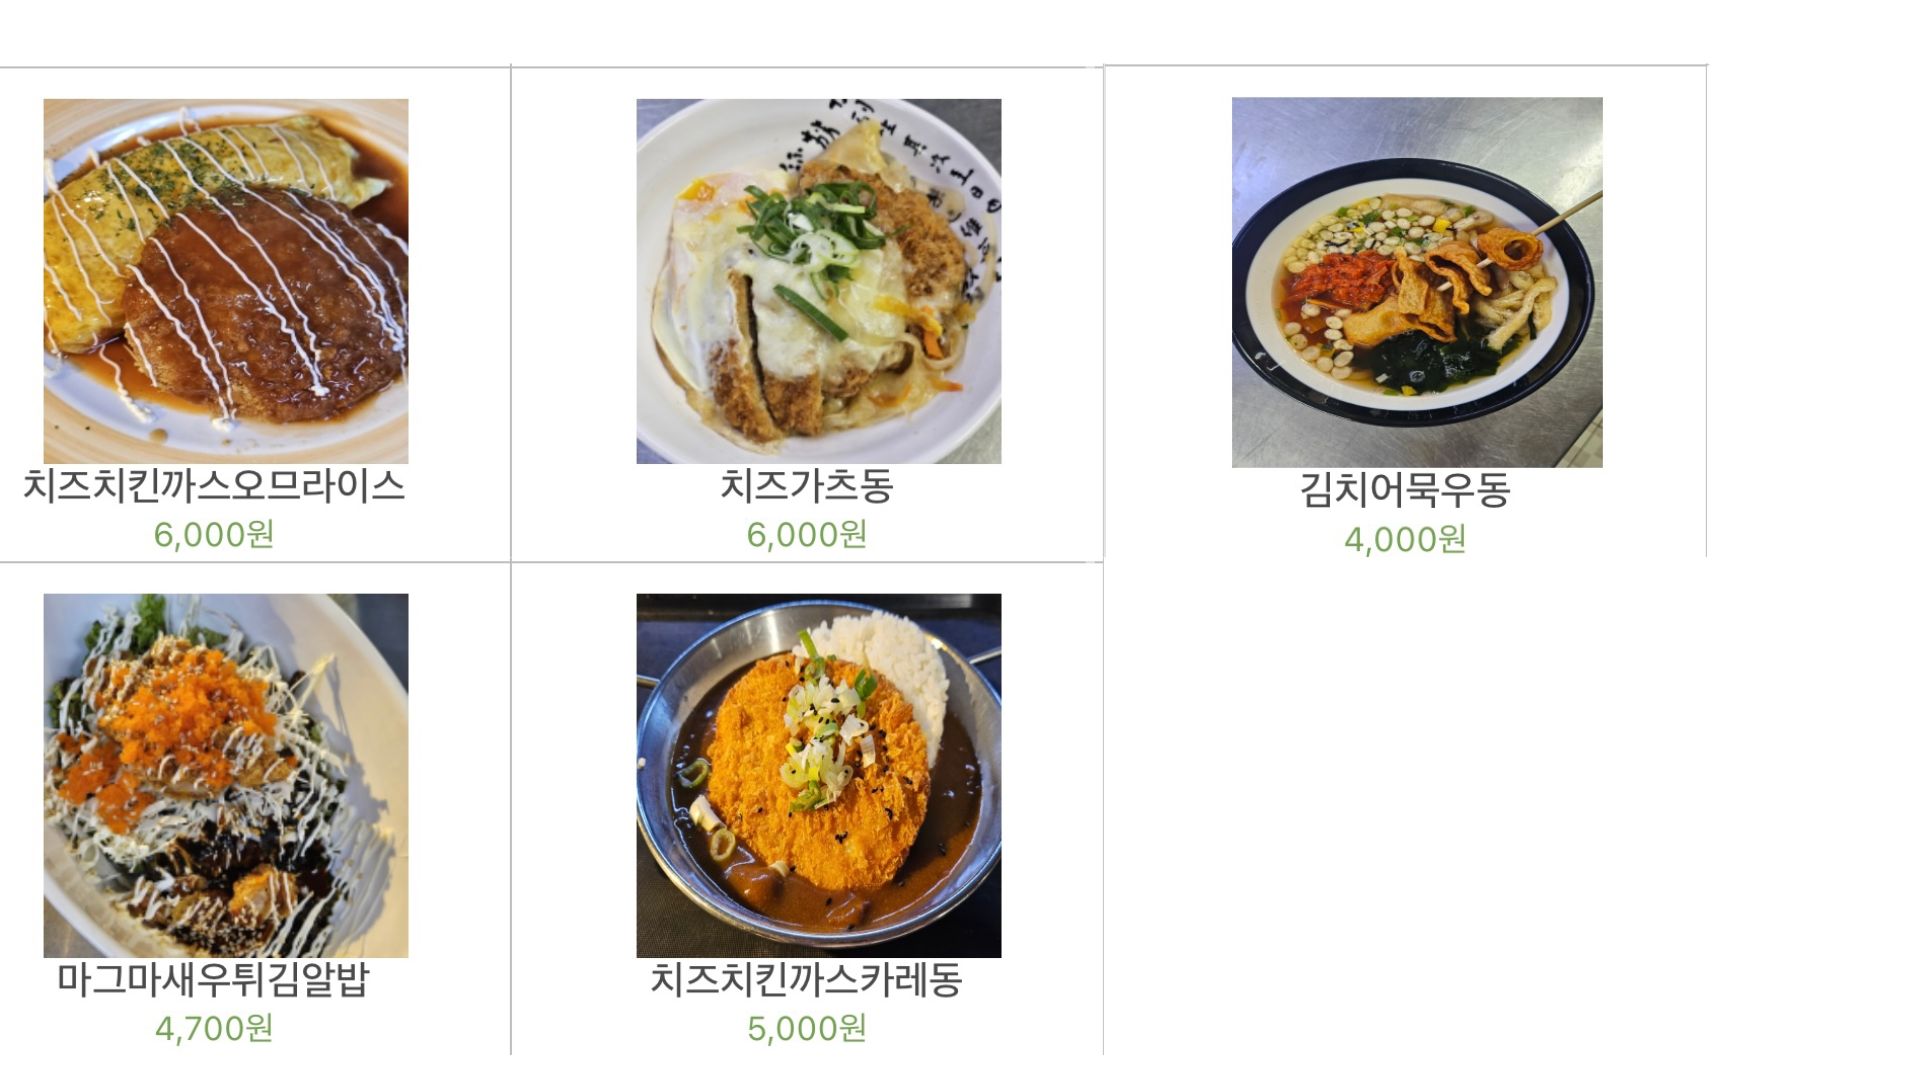 치즈치킨까스오므라이스
6,000원
치즈가츠동
6,000원
김치어묵우동
4,000원
마그마새우튀김알밥
4,700원
치즈치킨까스카레동
5,000원